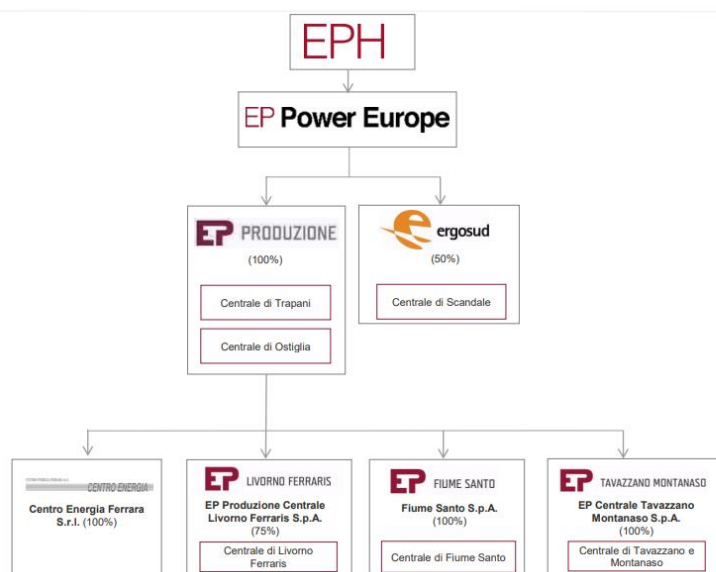 EPH
EP Power Europe
EP PRODUZIONE
(100%)
Centrale di Trapani
Centrale di Ostiglia
ergosud
(50%)
Centrale di Scandale
CENTRO ENERGIA
Centro Energia Ferrara
S.r.l. (100%)
EP LIVORNO FERRARIS
EP Produzione Centrale
Livorno Ferraris S.p.A.
(75%)
Centrale di Livorno
Ferraris
EP FIUME SANTO
Fiume Santo S.p.A.
(100%)
Centrale di Fiume Santo
EP TAVAZZANO MONTANASO
EP Centrale Tavazzano
Montanaso S.p.A.
(100%)
Centrale di Tavazzano e
Montanaso